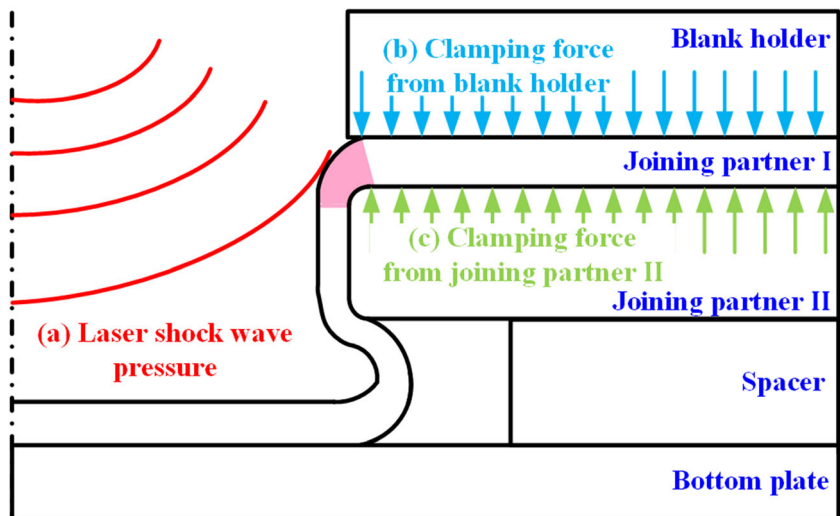 (b) Clamping force
from blank holder
Blank holder
Joining partner I
(c) Clamping force
from joining partner II
Joining partner II
(a) Laser shock wave
pressure
Spacer
Bottom plate